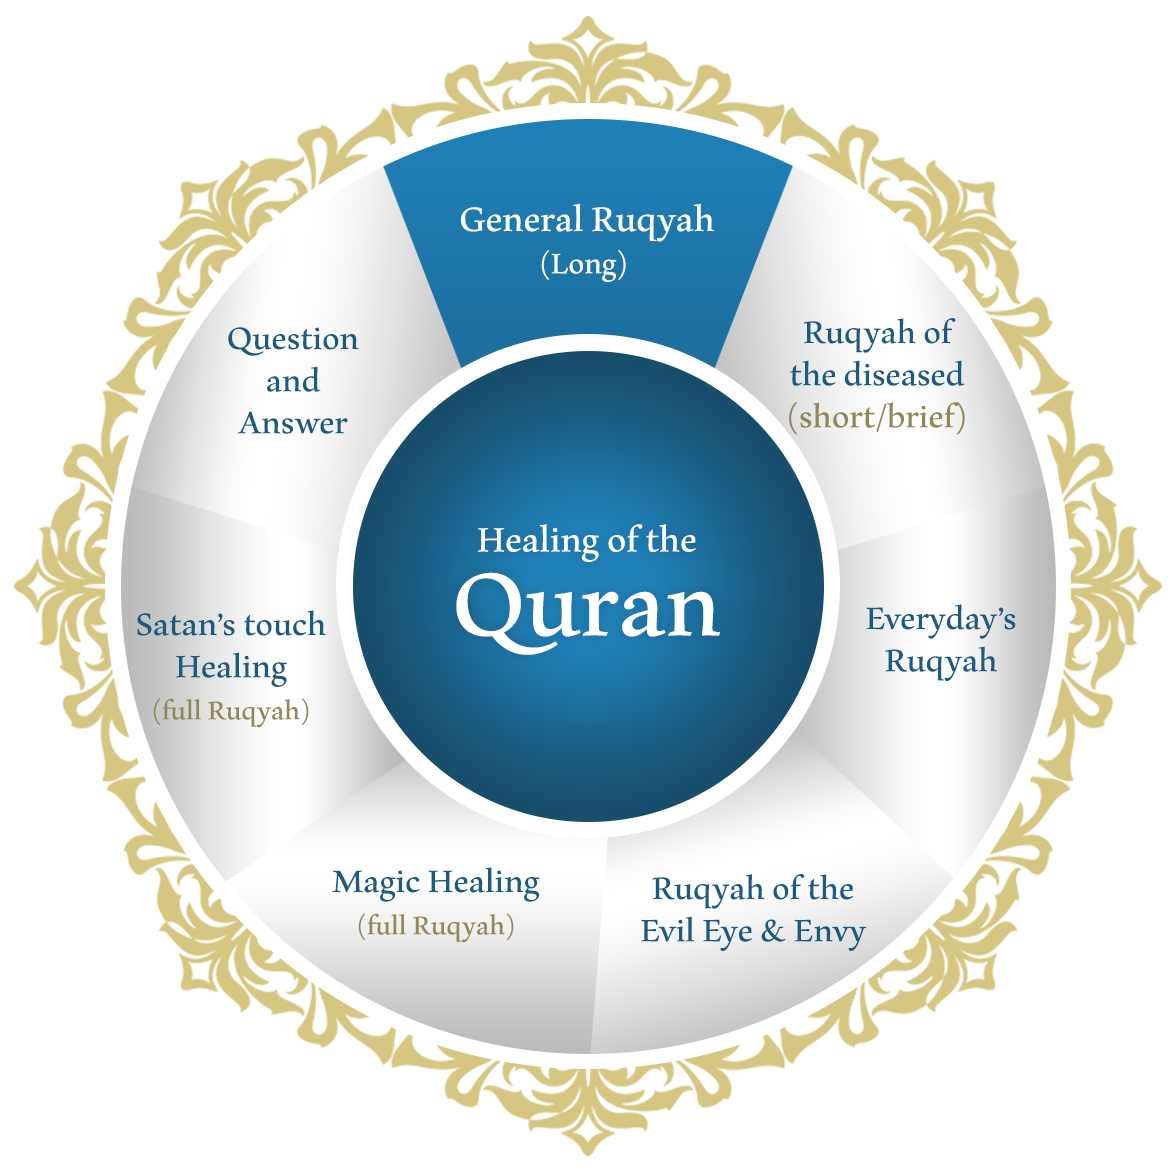 General Ruqyah
(Long)
Ruqyah of
the diseased
(short/brief)
Everyday’s
Ruqyah
Ruqyah of the
Evil Eye & Envy
Magic Healing
(full Ruqyah)
Satan’s touch
Healing
(full Ruqyah)
Question
and
Answer
Healing of the
Quran